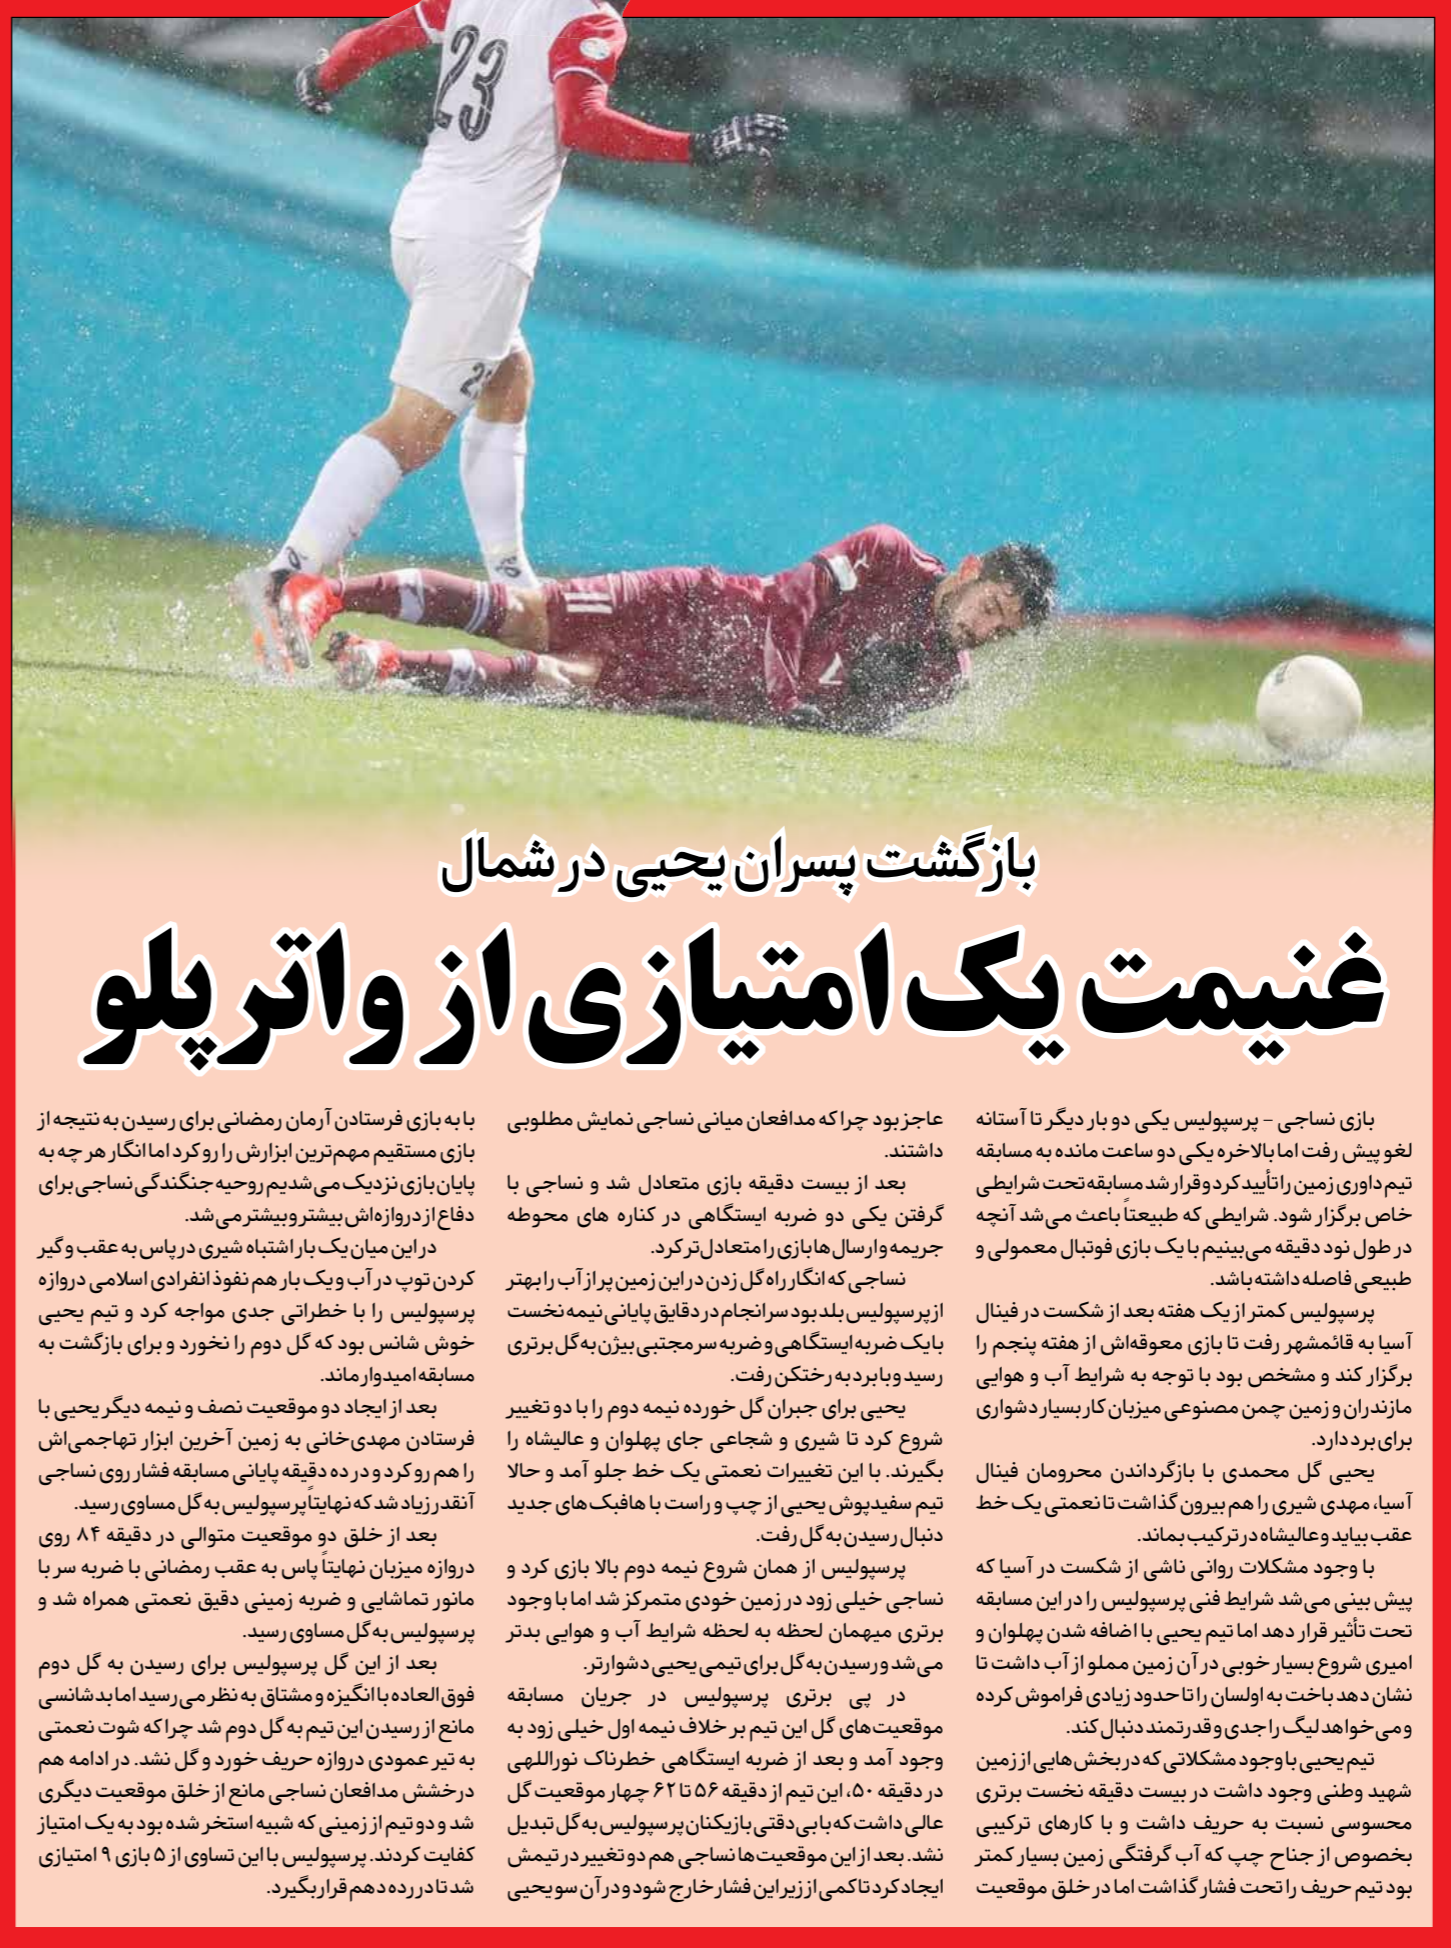 23
23
11
بازگشت پسران یحیی در شمال
غنیمت یک امتیازی از واترپلو
بازی نساجی - پرسپولیس یکی دو بار دیگر تا آستانه
لغو پیش رفت اما بالاخره یکی دو ساعت مانده به مسابقه
تیم داوری زمین را تأیید کرد و قرار شد مسابقه تحت شرایطی
خاص برگزار شود. شرایطی که طبیعتاً باعث می‌شد آنچه
در طول نود دقیقه می‌بینیم با یک بازی فوتبال معمولی و
طبیعی فاصله داشته باشد.
پرسپولیس کمتر از یک هفته بعد از شکست در فینال
آسیا به قائمشهر رفت تا بازی معوقه‌اش از هفته پنجم را
برگزار کند و مشخص بود با توجه به شرایط آب و هوایی
مازندران و زمین چمن مصنوعی میزبان کار بسیار دشواری
برای برد دارد.
یحیی گل محمدی با بازگرداندن محرومان فینال
آسیا، مهدی شیری را هم بیرون گذاشت تا نعمتی یک خط
عقب بیاید و عالیشاه در ترکیب بماند.
با وجود مشکلات روانی ناشی از شکست در آسیا که
پیش بینی می‌شد شرایط فنی پرسپولیس را در این مسابقه
تحت تأثیر قرار دهد اما تیم یحیی با اضافه شدن پهلوان و
امیری شروع بسیار خوبی در آن زمین مملو از آب داشت تا
نشان دهد باخت به اولسان را تا حدود زیادی فراموش کرده
و می‌خواهد لیگ را جدی و قدرتمند دنبال کند.
تیم یحیی با وجود مشکلاتی که در بخش هایی از زمین
شهید وطنی وجود داشت در بیست دقیقه نخست برتری
محسوسی نسبت به حریف داشت و با کارهای ترکیبی
بخصوص از جناح چپ که آب گرفتگی زمین بسیار کمتر
بود تیم حریف را تحت فشار گذاشت اما در خلق موقعیت
عاجز بود چرا که مدافعان میانی نساجی نمایش مطلوبی
داشتند.
بعد از بیست دقیقه بازی متعادل شد و نساجی با
گرفتن یکی دو ضربه ایستگاهی در کناره های محوطه
جریمه و ارسال ها بازی را متعادل‌تر کرد.
نساجی که انگار راه گل زدن در این زمین پر از آب را بهتر
از پرسپولیس بلد بود سرانجام در دقایق پایانی نیمه نخست
با یک ضربه ایستگاهی و ضربه سر مجتبی بیژن به گل برتری
رسید و با برد به رختکن رفت.
یحیی برای جبران گل خورده نیمه دوم را با دو تغییر
شروع کرد تا شیری و شجاعی جای پهلوان و عالیشاه را
بگیرند. با این تغییرات نعمتی یک خط جلو آمد و حالا
تیم سفیدپوش یحیی از چپ و راست با هافبک های جدید
دنبال رسیدن به گل رفت.
پرسپولیس از همان شروع نیمه دوم بالا بازی کرد و
نساجی خیلی زود در زمین خودی متمرکز شد اما با وجود
برتری میهمان لحظه به لحظه شرایط آب و هوایی بدتر
می‌شد و رسیدن به گل برای تیمی یحیی دشوارتر.
در پی برتری پرسپولیس در جریان مسابقه
موقعیت‌های گل این تیم بر خلاف نیمه اول خیلی زود به
وجود آمد و بعد از ضربه ایستگاهی خطرناک نوراللهی
در دقیقه ۵۰، این تیم از دقیقه ۵۶ تا ۶۲ چهار موقعیت گل
عالی داشت که با بی‌دقتی بازیکنان پرسپولیس به گل تبدیل
نشد. بعد از این موقعیت‌ها نساجی هم دو تغییر در تیمش
ایجاد کرد تا کمی از زیر این فشار خارج شود و در آن سو یحیی
با به بازی فرستادن آرمان رمضانی برای رسیدن به نتیجه از
بازی مستقیم مهم‌ترین ابزارش را رو کرد اما انگار هر چه به
پایان بازی نزدیک می شدیم روحیه جنگندگی نساجی برای
دفاع از دروازه‌اش بیشتر و بیشتر می شد.
در این میان یک بار اشتباه شیری در پاس به عقب و گیر
کردن توپ در آب و یک بار هم نفوذ انفرادی اسلامی دروازه
پرسپولیس را با خطراتی جدی مواجه کرد و تیم یحیی
خوش شانس بود که گل دوم را نخورد و برای بازگشت به
مسابقه امیدوار ماند.
بعد از ایجاد دو موقعیت نصف و نیمه دیگر یحیی با
فرستادن مهدی‌خانی به زمین آخرین ابزار تهاجمی‌اش
را هم رو کرد و در ده دقیقه پایانی مسابقه فشار روی نساجی
آنقدر زیاد شد که نهایتاً پرسپولیس به گل مساوی رسید.
بعد از خلق دو موقعیت متوالی در دقیقه ۸۴ روی
دروازه میزبان نهایتاً پاس به عقب رمضانی با ضربه سر با
مانور تماشایی و ضربه زمینی دقیق نعمتی همراه شد و
پرسپولیس به گل مساوی رسید.
بعد از این گل پرسپولیس برای رسیدن به گل دوم
فوق العاده با انگیزه و مشتاق به نظر می رسید اما بدشانسی
مانع از رسیدن این تیم به گل دوم شد چرا که شوت نعمتی
به تیر عمودی دروازه حریف خورد و گل نشد. در ادامه هم
درخشش مدافعان نساجی مانع از خلق موقعیت دیگری
شد و دو تیم از زمینی که شبیه استخر شده بود به یک امتیاز
کفایت کردند. پرسپولیس با این تساوی از ۵ بازی ۹ امتیازی
شد تا در رده دهم قرار بگیرد.